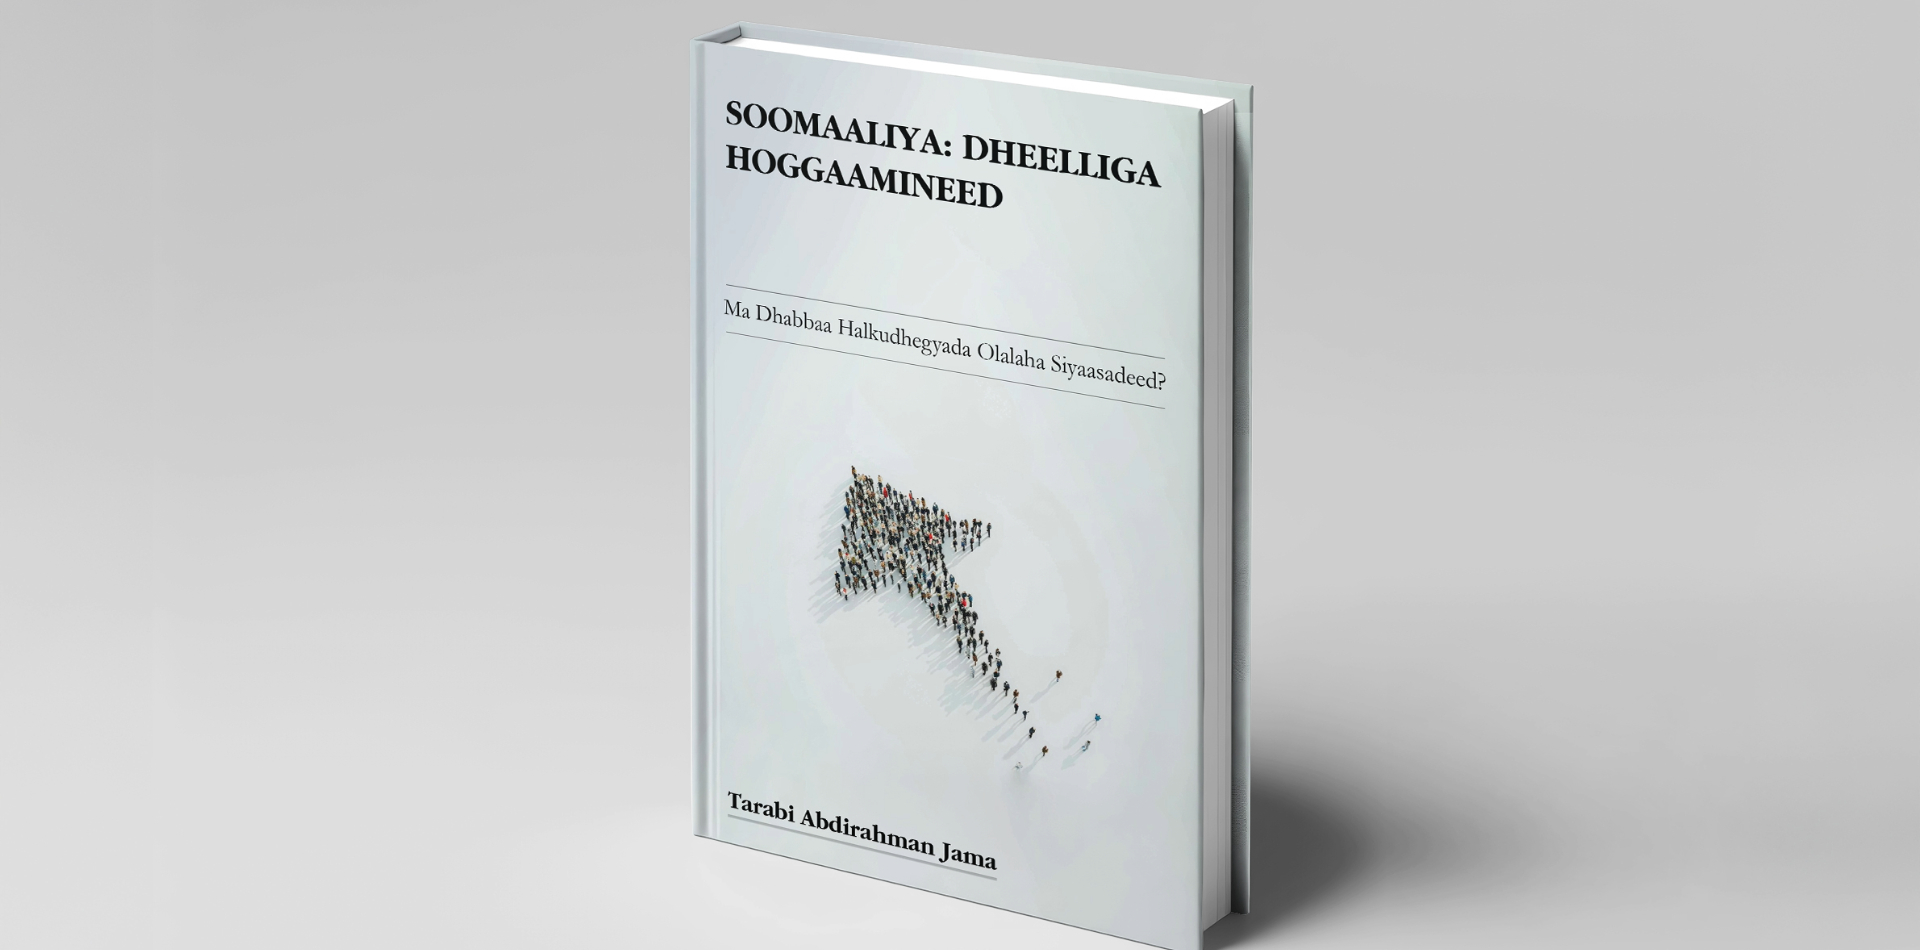 SOOMAALIYA: DHEELLIGA
HOGGAAMINEED
Ma Dhabbaa Halkudhegyada Olalaha Siyaasadeed?
Tarabi Abdirahman Jama